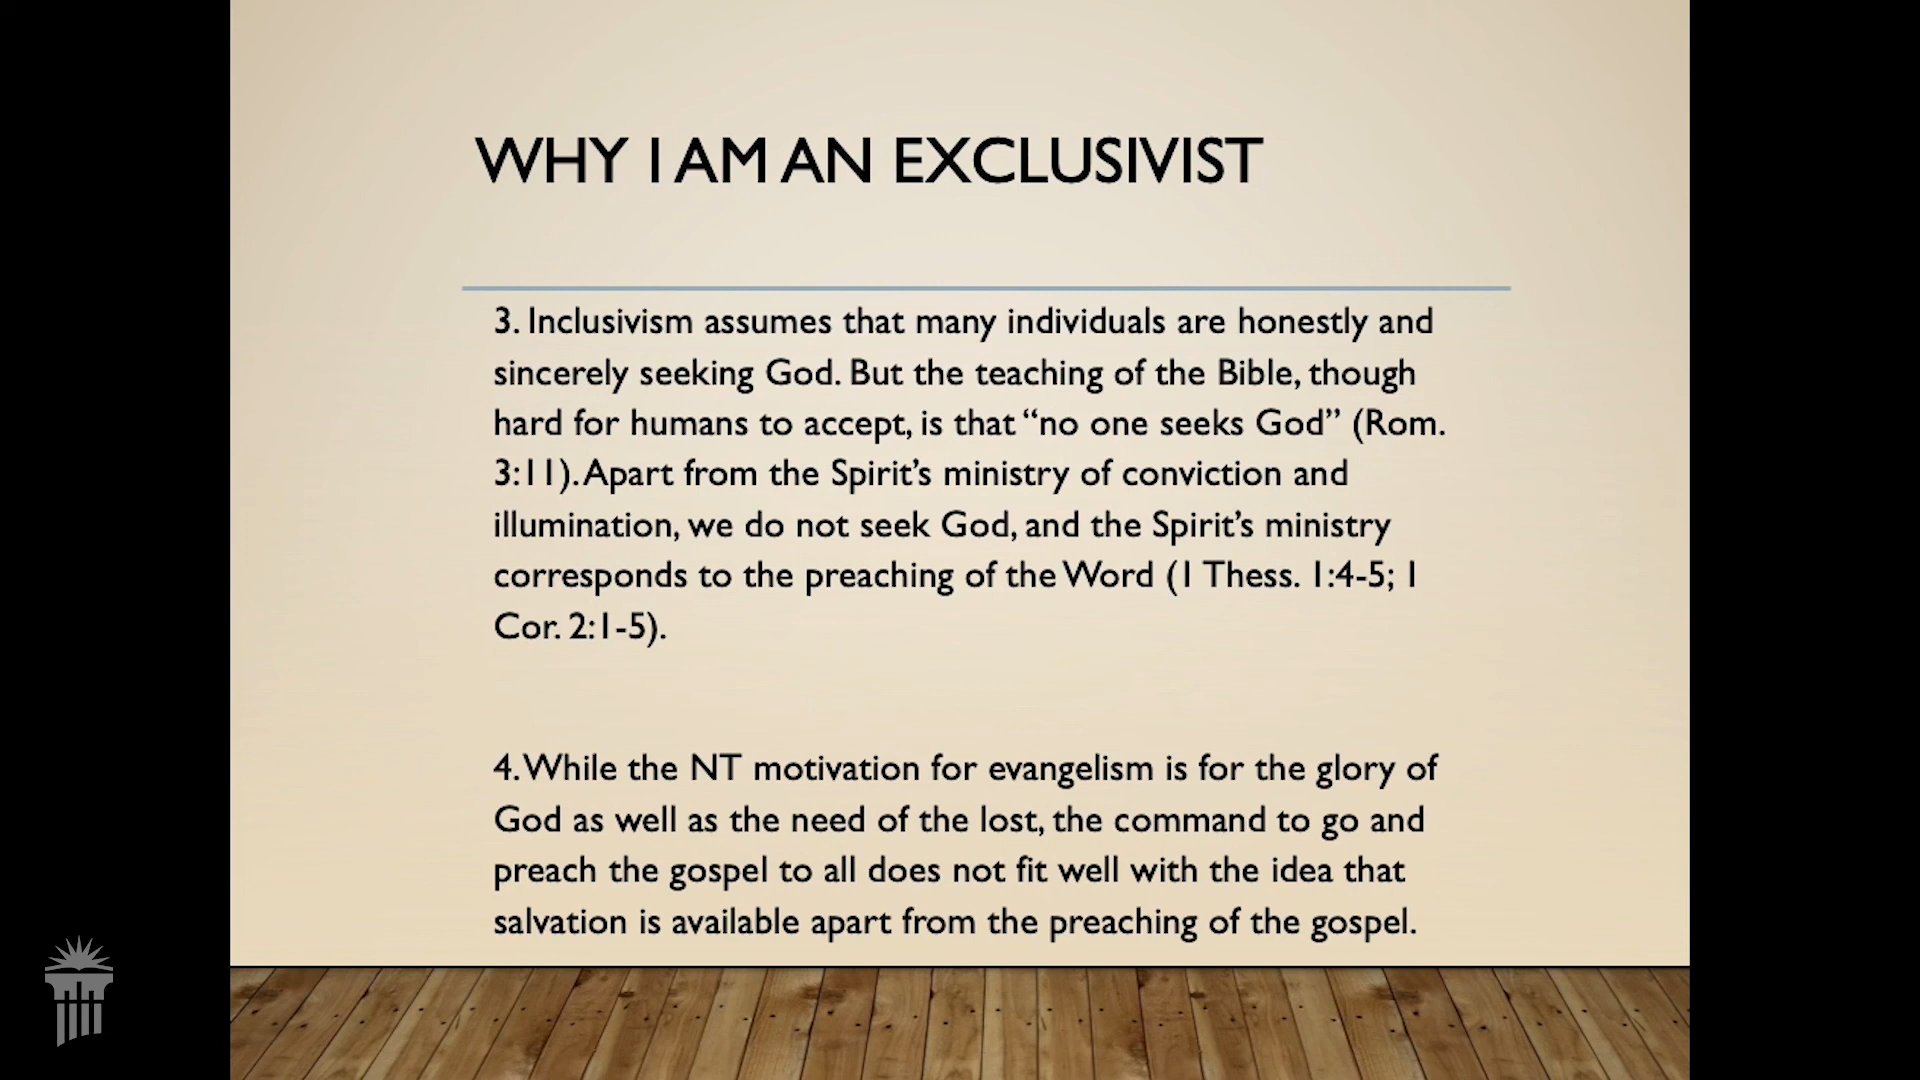 WHY I AM AN EXCLUSIVIST
3. Inclusivism assumes that many individuals are honestly and
sincerely seeking God. But the teaching of the Bible, though
hard for humans to accept, is that “no one seeks God” (Rom.
3:11). Apart from the Spirit’s ministry of conviction and
illumination, we do not seek God, and the Spirit’s ministry
corresponds to the preaching of the Word (1 Thess. 1:4-5; 1
Cor. 2:1-5).
4. While the NT motivation for evangelism is for the glory of
God as well as the need of the lost, the command to go and
preach the gospel to all does not fit well with the idea that
salvation is available apart from the preaching of the gospel.